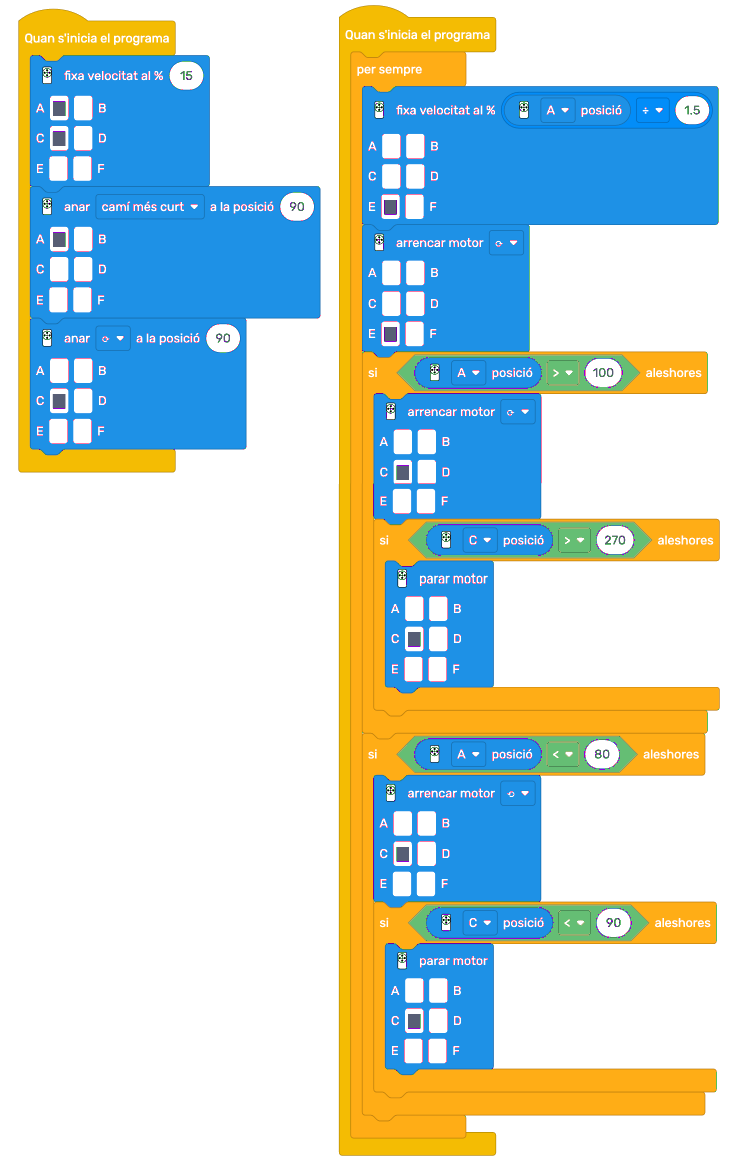 Quan s'inicia el programa
fixa velocitat al % 15
A B
C D
E F
anar camí més curt a la posició 90
A B
C D
E F
anar a la posició 90
A B
C D
E F
Quan s'inicia el programa
per sempre
fixa velocitat al % A posició ÷ 1.5
A B
C D
E F
arrencar motor
A B
C D
E F
si A posició > 100 aleshores
arrencar motor
A B
C D
E F
si C posició > 270 aleshores
parar motor
A B
C D
E F
si A posició < 80 aleshores
arrencar motor
A B
C D
E F
si C posició < 90 aleshores
parar motor
A B
C D
E F